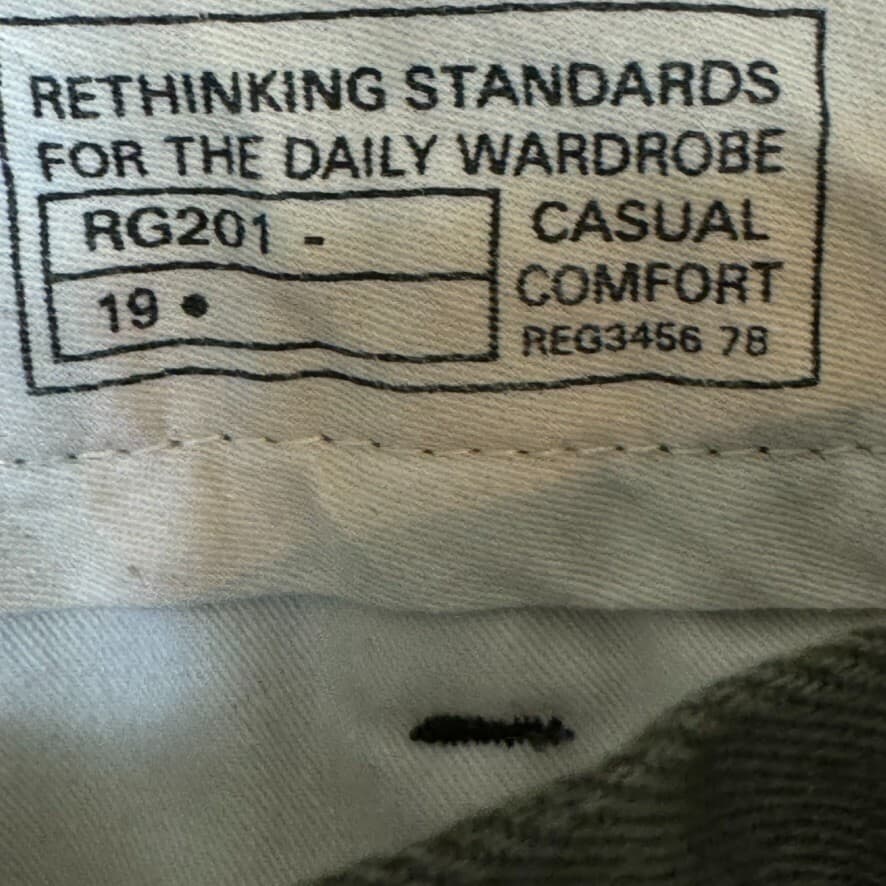 RETHINKING STANDARDS
FOR THE DAILY WARDROBE
RG201 -
19 •
CASUAL
COMFORT
REG3456 78